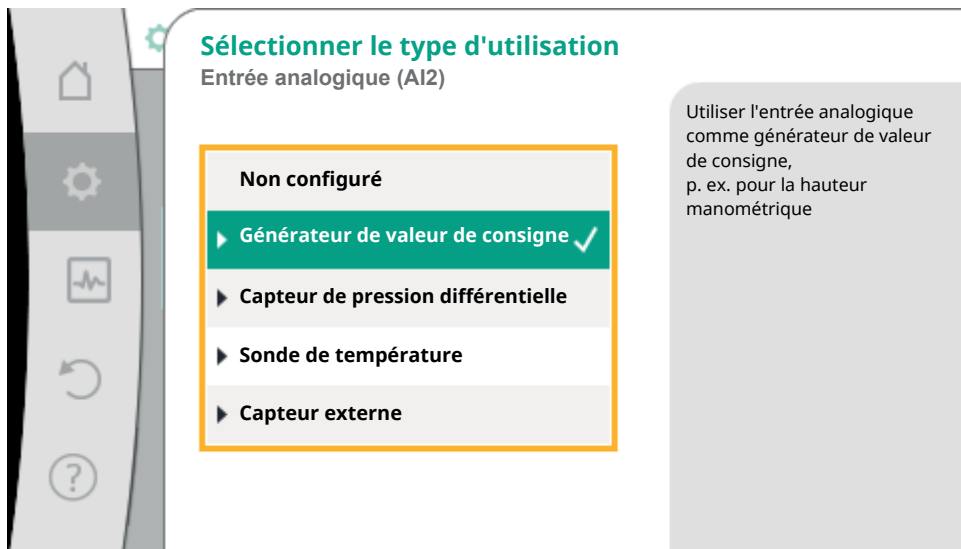 Sélectionner le type d'utilisation
Entrée analogique (AI2)
Non configuré
Générateur de valeur de consigne
Capteur de pression différentielle
Sonde de température
Capteur externe
Utiliser l'entrée analogique
comme générateur de valeur
de consigne,
p. ex. pour la hauteur
manométrique
?